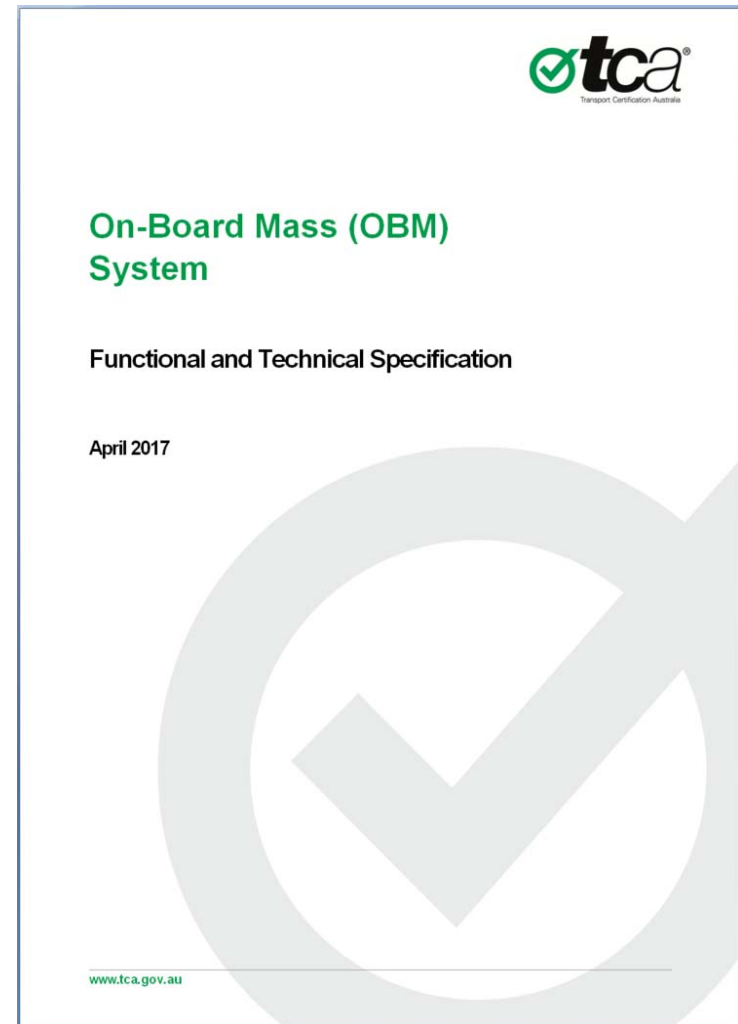 tca®
Transport Certification Australia
On-Board Mass (OBM)
System
Functional and Technical Specification
April 2017
www.tca.gov.au